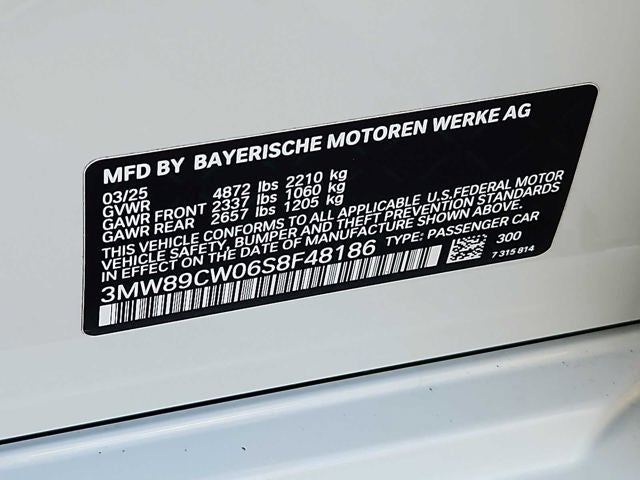 MFD BY BAYERISCHE MOTOREN WERKE AG
03/25 4872 lbs 2210 kg
GVWR 2337 lbs 1060 kg
GAWR FRONT 2657 lbs 1205 kg
GAWR REAR
THIS VEHICLE CONFORMS TO ALL APPLICABLE U.S.FEDERAL MOTOR
VEHICLE SAFETY, BUMPER, AND THEFT PREVENTION STANDARDS
IN EFFECT ON THE DATE OF MANUFACTURE SHOWN ABOVE.
3MW89CW06S8F48186 TYPE: PASSENGER CAR
300
7 315 814